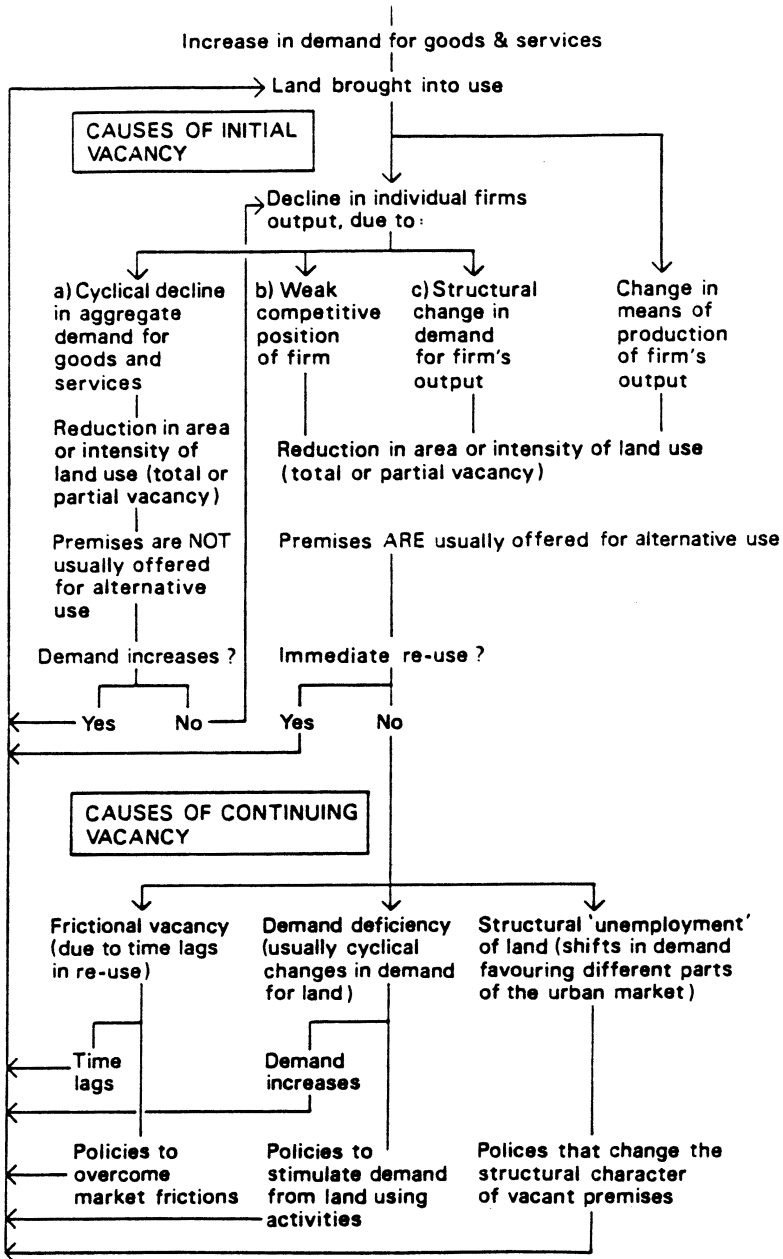 Increase in demand for goods & services
Land brought into use
CAUSES OF INITIAL
VACANCY
Decline in individual firms
output, due to:
a) Cyclical decline
in aggregate
demand for
goods and
services
b) Weak
competitive
position
of firm
c) Structural
change in
demand
for firm's
output
Change in
means of
production
of firm's
output
Reduction in area
or intensity of
land use (total or
partial vacancy)
Reduction in area or intensity of land use
(total or partial vacancy)
Premises are NOT
usually offered
for alternative
use
Premises ARE usually offered for alternative use
Demand increases ?
Immediate re-use ?
Yes
No
Yes
No
CAUSES OF CONTINUING
VACANCY
Frictional vacancy
(due to time lags
in re-use)
Demand deficiency
(usually cyclical
changes in demand
for land)
Structural 'unemployment'
of land (shifts in demand
favouring different parts
of the urban market)
Time
lags
Demand
increases
Policies to
overcome
market frictions
Policies to
stimulate demand
from land using
activities
Polices that change the
structural character
of vacant premises